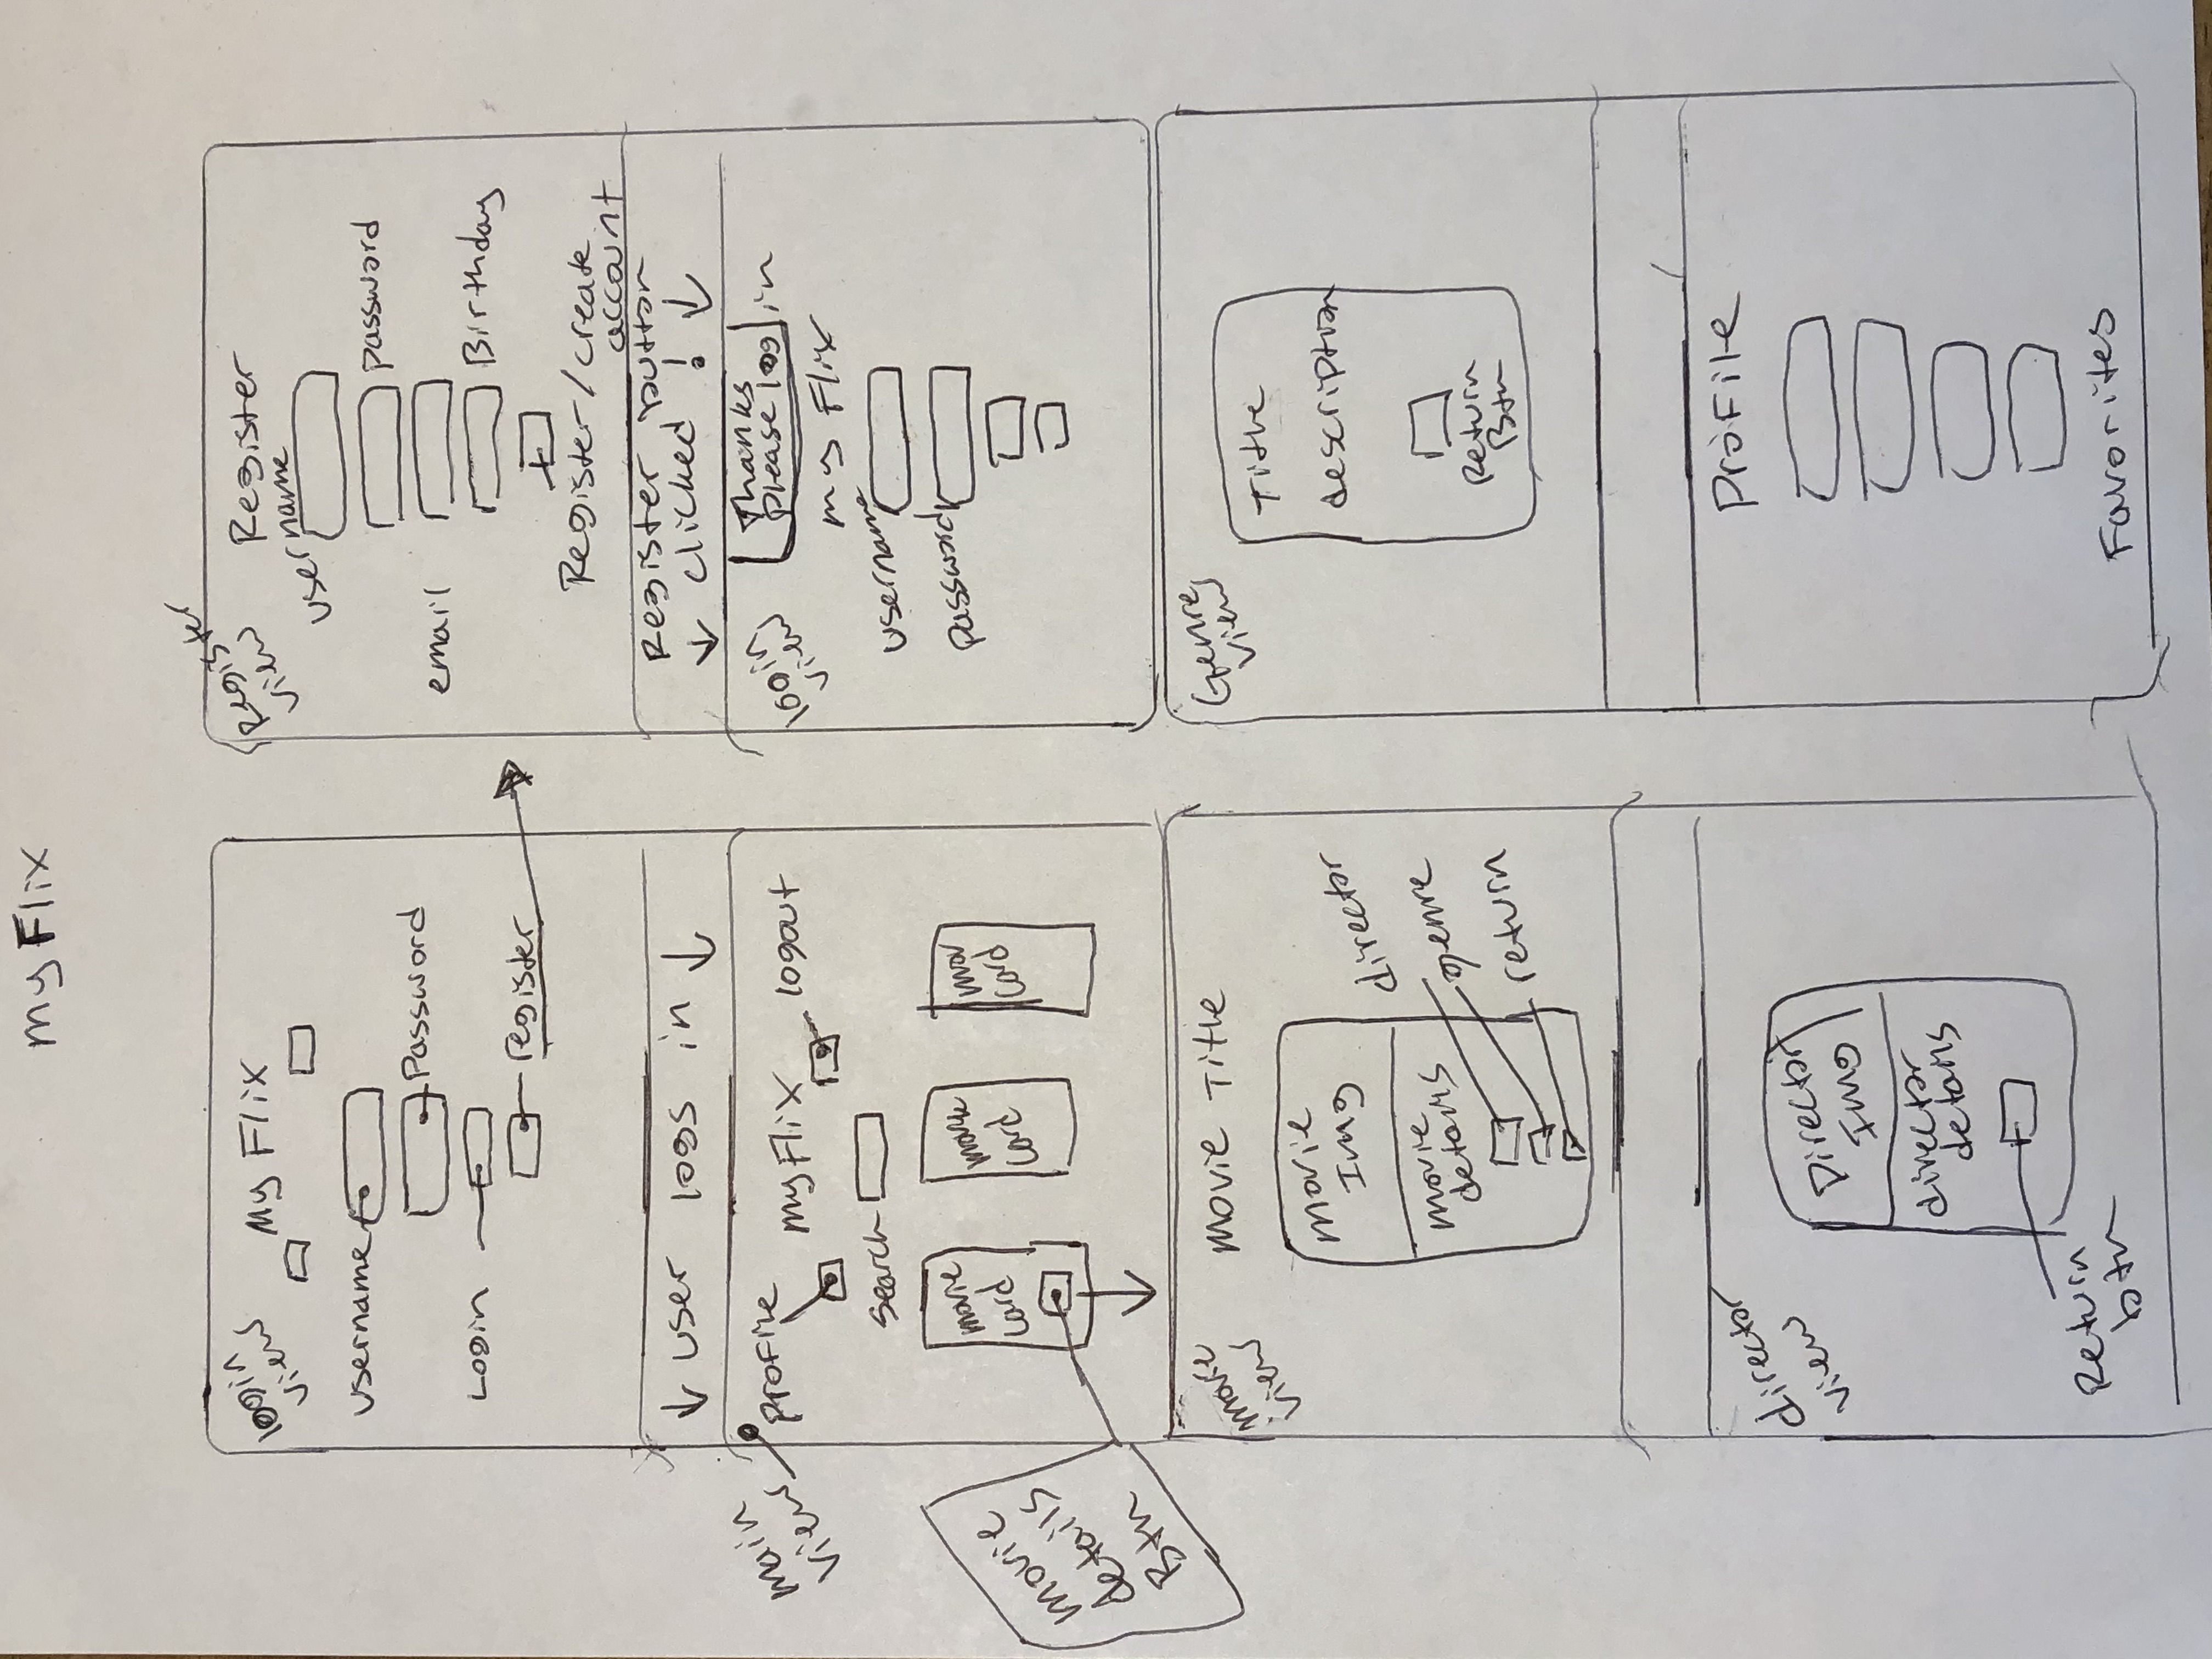 my Flix
login
view
My Flix
username
Password
Login
register
Register
view
Register
username
password
email
Birthday
Register/create
account
↓ user logs in ↓
Register button
↓ clicked ! ↓
main
view
Profile
myFlix
logout
Search
movie
card
movie
card
mov
card
movie
details
Btn
login
view
Thanks
please log in
my Flix
username
password
movie
view
movie Title
movie
Img
movie
details
director
genre
return
Genre
view
Title
description
Return
Btn
director
view
Director
Img
director
details
Return
btn
Profile
Favorites